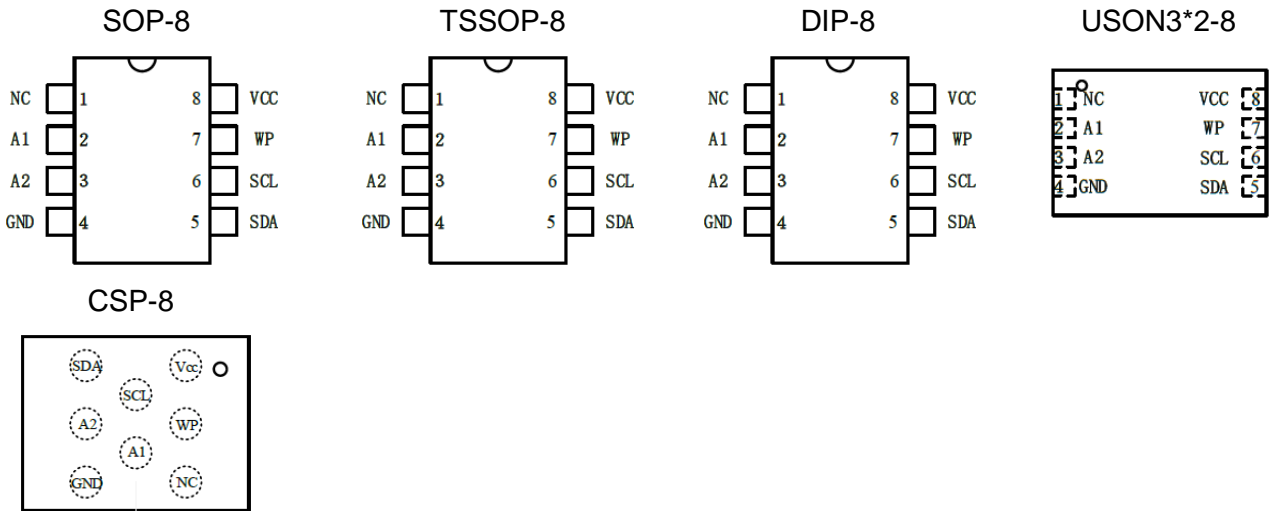 SOP-8 TSSOP-8 DIP-8 USON3*2-8
NC 1 8 VCC NC 1 8 VCC NC 1 8 VCC 1 NC VCC 8
A1 2 7 WP A1 2 7 WP A1 2 7 WP 2 A1 WP 7
A2 3 6 SCL A2 3 6 SCL A2 3 6 SCL 3 A2 SCL 6
GND 4 5 SDA GND 4 5 SDA GND 4 5 SDA 4 GND SDA 5
CSP-8
SDA Vcc
SCL
A2 WP
A1
GND NC